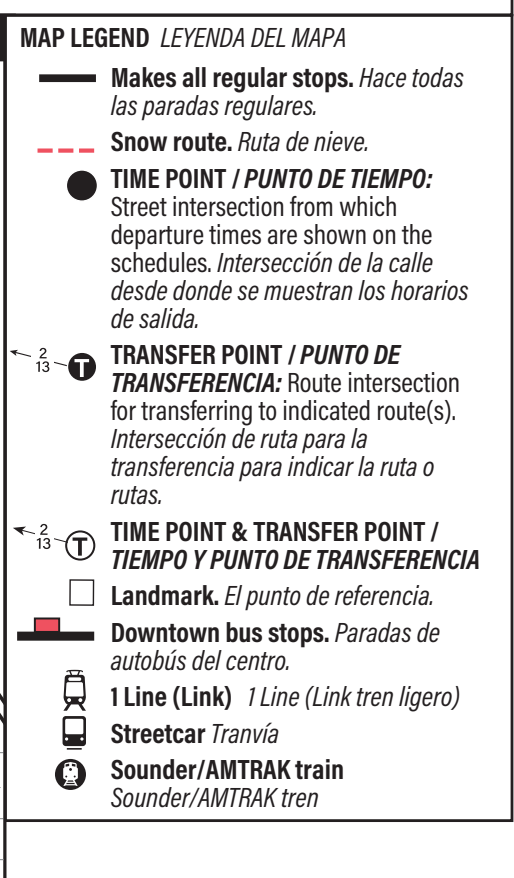 MAP LEGEND LEYENDA DEL MAPA
Makes all regular stops. Hace todas
las paradas regulares.
Snow route. Ruta de nieve.
TIME POINT / PUNTO DE TIEMPO:
Street intersection from which
departure times are shown on the
schedules. Intersección de la calle
desde donde se muestran los horarios
de salida.
2
13
T
TRANSFER POINT / PUNTO DE
TRANSFERENCIA: Route intersection
for transferring to indicated route(s).
Intersección de ruta para la
transferencia para indicar la ruta o
rutas.
2
13
T
TIME POINT & TRANSFER POINT /
TIEMPO Y PUNTO DE TRANSFERENCIA
Landmark. El punto de referencia.
Downtown bus stops. Paradas de
autobús del centro.
1 Line (Link) 1 Line (Link tren ligero)
Streetcar Tranvía
Sounder/AMTRAK train
Sounder/AMTRAK tren